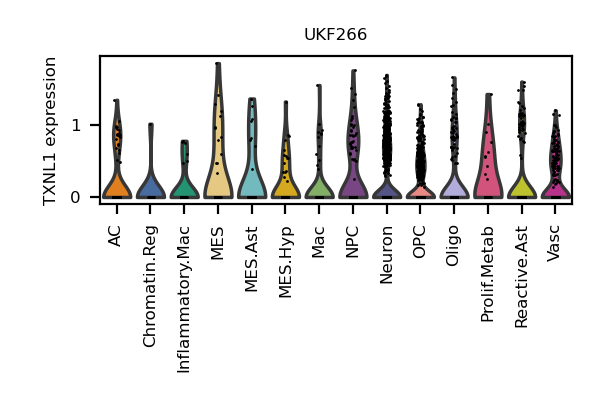 UKF266
TXNL1 expression
1
0
AC
Chromatin.Reg
Inflammatory.Mac
MES
MES.Ast
MES.Hyp
Mac
NPC
Neuron
OPC
Oligo
Prolif.Metab
Reactive.Ast
Vasc